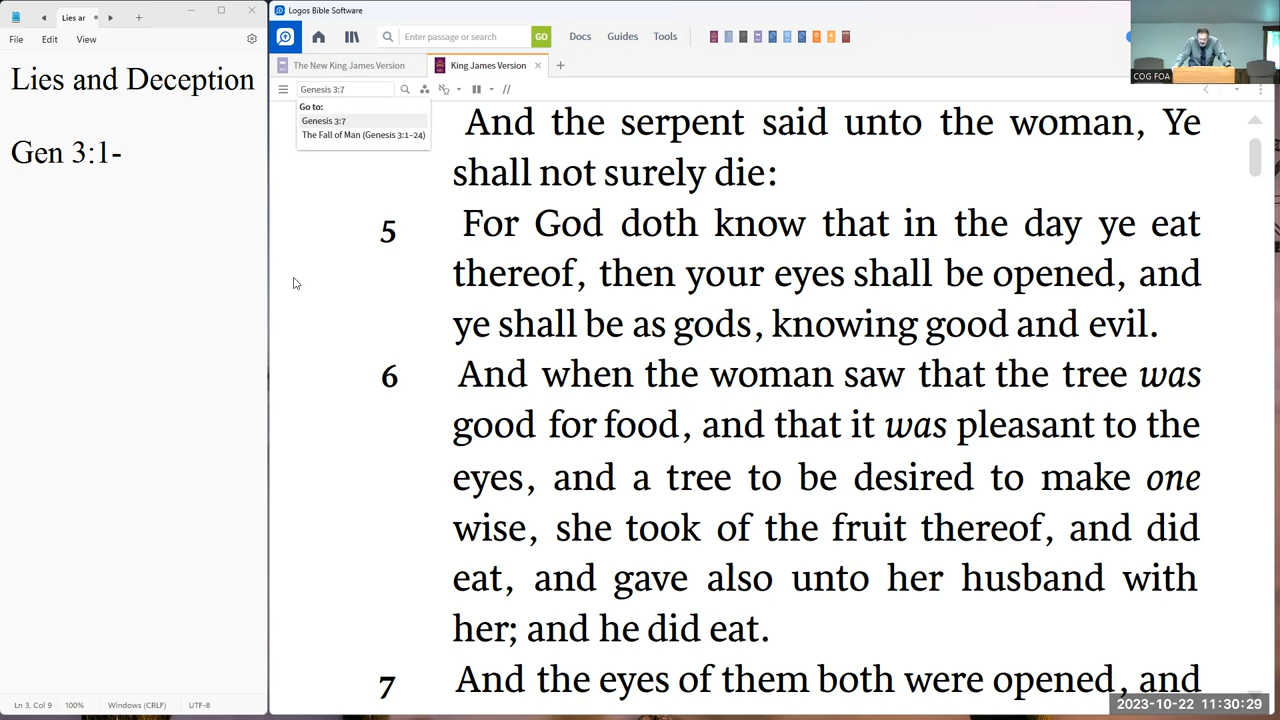 Lies ar
File Edit View
Lies and Deception
Gen 3:1-
Ln 3, Col 9 100% Windows (CRLF) UTF-8
Logos Bible Software
Enter passage or search GO Docs Guides Tools
The New King James Version King James Version
Genesis 3:7
Go to:
Genesis 3:7
The Fall of Man (Genesis 3:1–24)
COG FOA
And the serpent said unto the woman, Ye
shall not surely die:
5 For God doth know that in the day ye eat
thereof, then your eyes shall be opened, and
ye shall be as gods, knowing good and evil.
6 And when the woman saw that the tree was
good for food, and that it was pleasant to the
eyes, and a tree to be desired to make one
wise, she took of the fruit thereof, and did
eat, and gave also unto her husband with
her; and he did eat.
7 And the eyes of them both were opened, and
2023-10-22 11:30:29